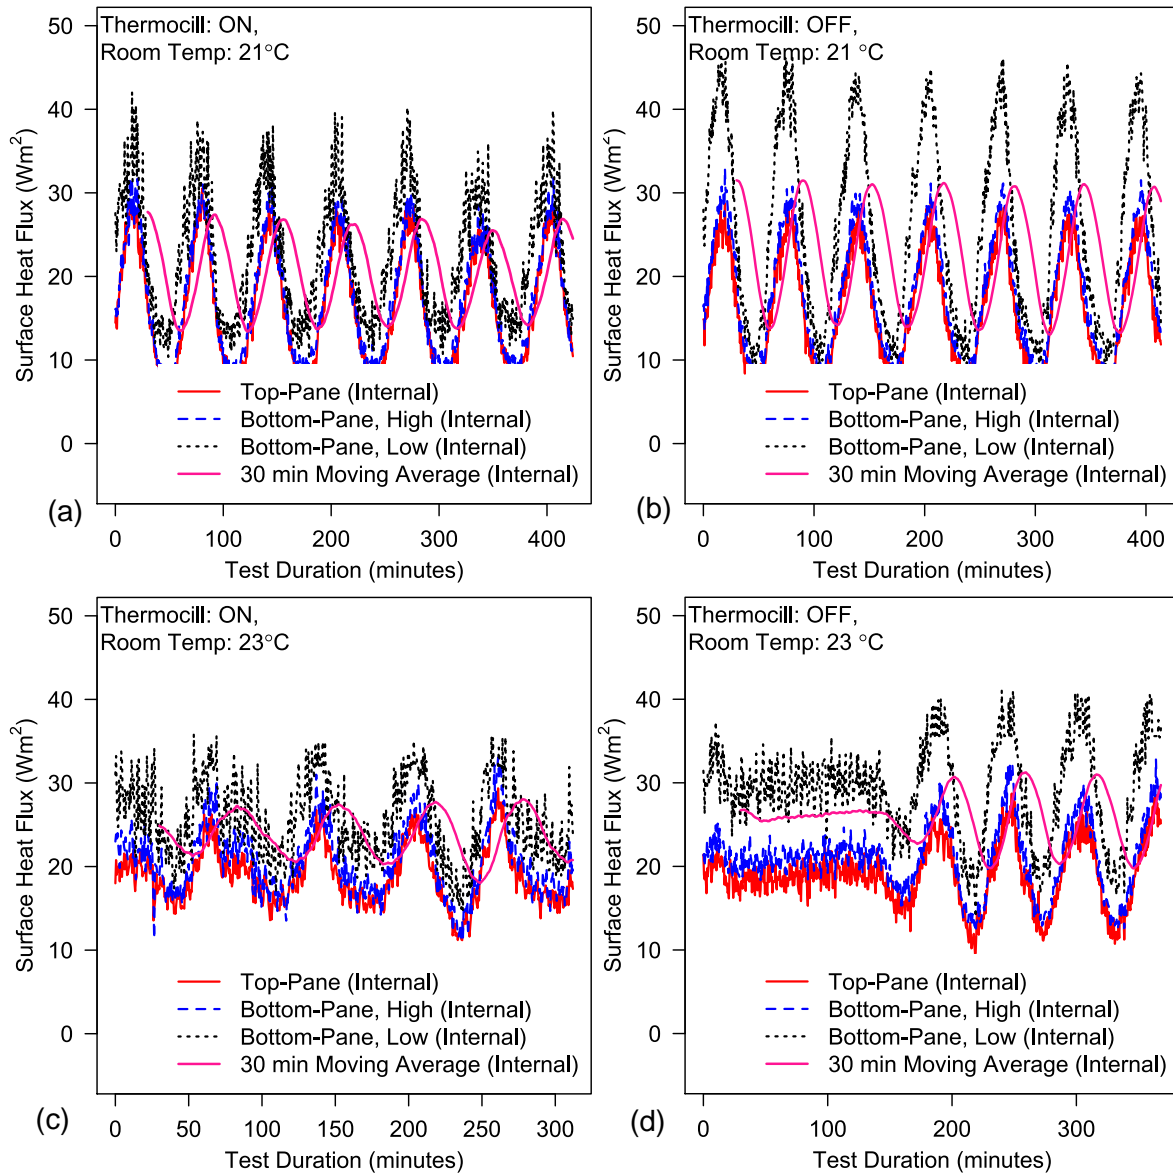 Thermocill: ON,
Room Temp: 21°C
Surface Heat Flux (Wm²)
50
40
30
20
10
0
Top-Pane (Internal)
Bottom-Pane, High (Internal)
Bottom-Pane, Low (Internal)
30 min Moving Average (Internal)
(a)
0 100 200 300 400
Test Duration (minutes)
Thermocill: OFF,
Room Temp: 21 °C
Surface Heat Flux (Wm²)
50
40
30
20
10
0
Top-Pane (Internal)
Bottom-Pane, High (Internal)
Bottom-Pane, Low (Internal)
30 min Moving Average (Internal)
(b)
0 100 200 300 400
Test Duration (minutes)
Thermocill: ON,
Room Temp: 23°C
Surface Heat Flux (Wm²)
50
40
30
20
10
0
Top-Pane (Internal)
Bottom-Pane, High (Internal)
Bottom-Pane, Low (Internal)
30 min Moving Average (Internal)
(c)
0 50 100 150 200 250 300
Test Duration (minutes)
Thermocill: OFF,
Room Temp: 23 °C
Surface Heat Flux (Wm²)
50
40
30
20
10
0
Top-Pane (Internal)
Bottom-Pane, High (Internal)
Bottom-Pane, Low (Internal)
30 min Moving Average (Internal)
(d)
0 100 200 300
Test Duration (minutes)